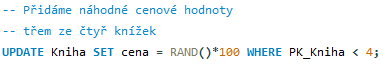 -- Přidáme náhodné cenové hodnoty
-- třem ze čtyř knížek
UPDATE Kniha SET cena = RAND()*100 WHERE PK_Kniha < 4;